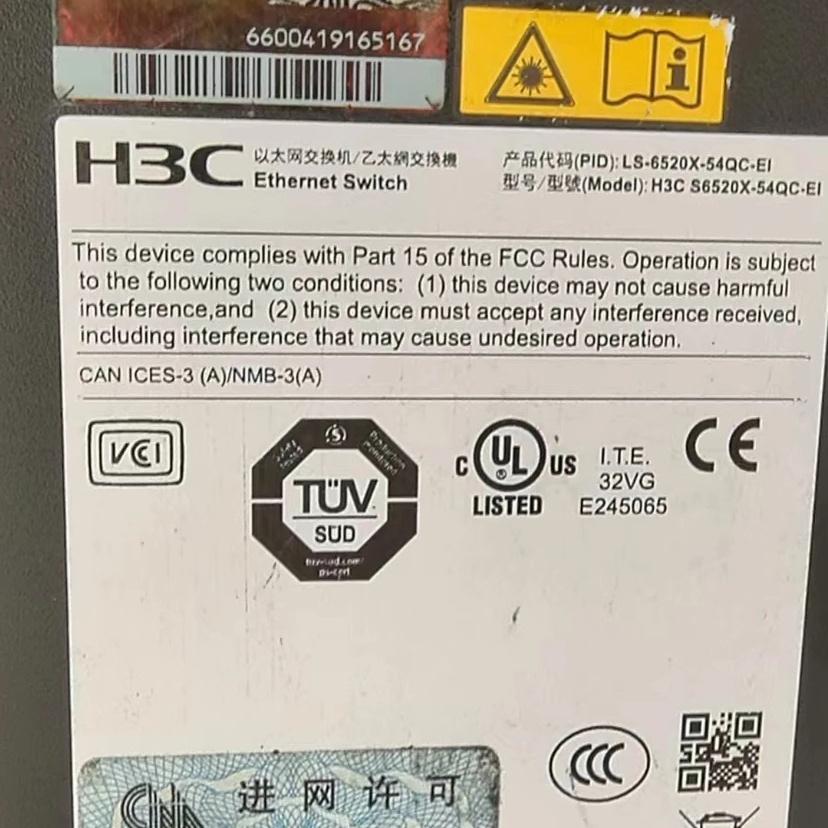 6600419165167
H3C 以太网交换机/乙太網交換機
Ethernet Switch
产品代码(PID): LS-6520X-54QC-EI
型号/型號(Model): H3C S6520X-54QC-EI
This device complies with Part 15 of the FCC Rules. Operation is subject
to the following two conditions: (1) this device may not cause harmful
interference,and (2) this device must accept any interference received,
including interference that may cause undesired operation.
CAN ICES-3 (A)/NMB-3(A)
VCI
TÜV
SÜD
C UL US
®
LISTED
I.T.E.
32VG
E245065
CE
CCC
进网许可